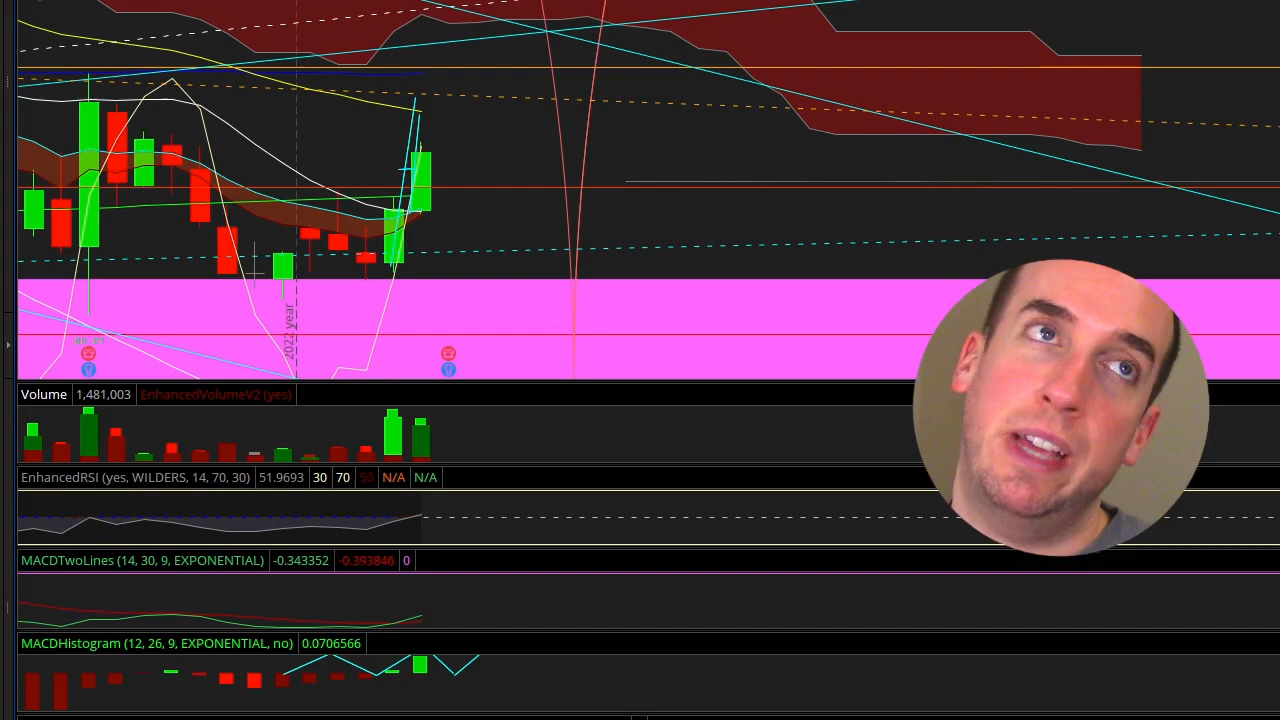 2022 year
Volume 1,481,003 EnhancedVolumeV2 (yes)
EnhancedRSI (yes, WILDERS, 14, 70, 30) 51.9693 30 70 50 N/A N/A
MACDTwoLines (14, 30, 9, EXPONENTIAL) -0.343352 -0.393846 0
MACDHistogram (12, 26, 9, EXPONENTIAL, no) 0.0706566